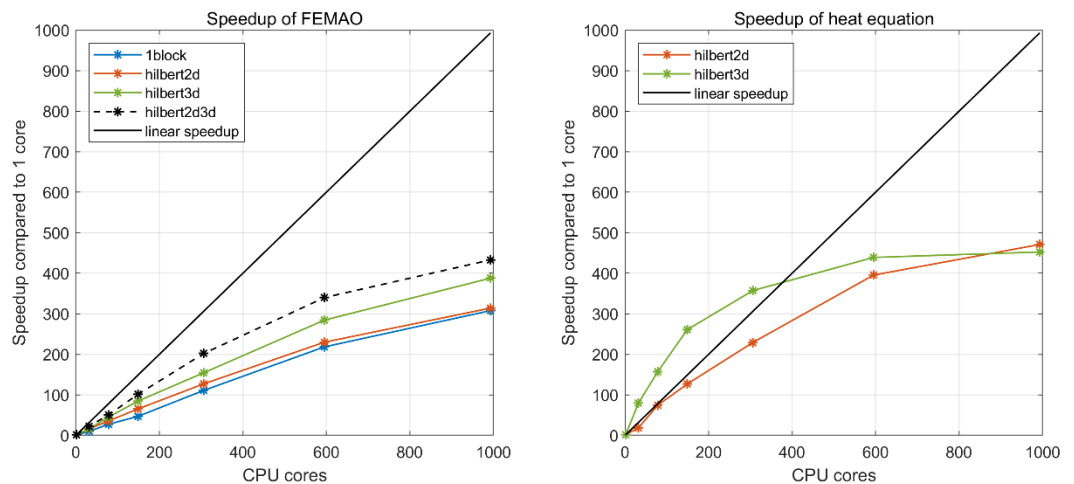 Speedup of FEMAO
Speedup compared to 1 core
1000
900
800
700
600
500
400
300
200
100
0
1block
hilbert2d
hilbert3d
hilbert2d3d
linear speedup
0 200 400 600 800 1000
CPU cores
Speedup of heat equation
Speedup compared to 1 core
1000
900
800
700
600
500
400
300
200
100
0
hilbert2d
hilbert3d
linear speedup
0 200 400 600 800 1000
CPU cores